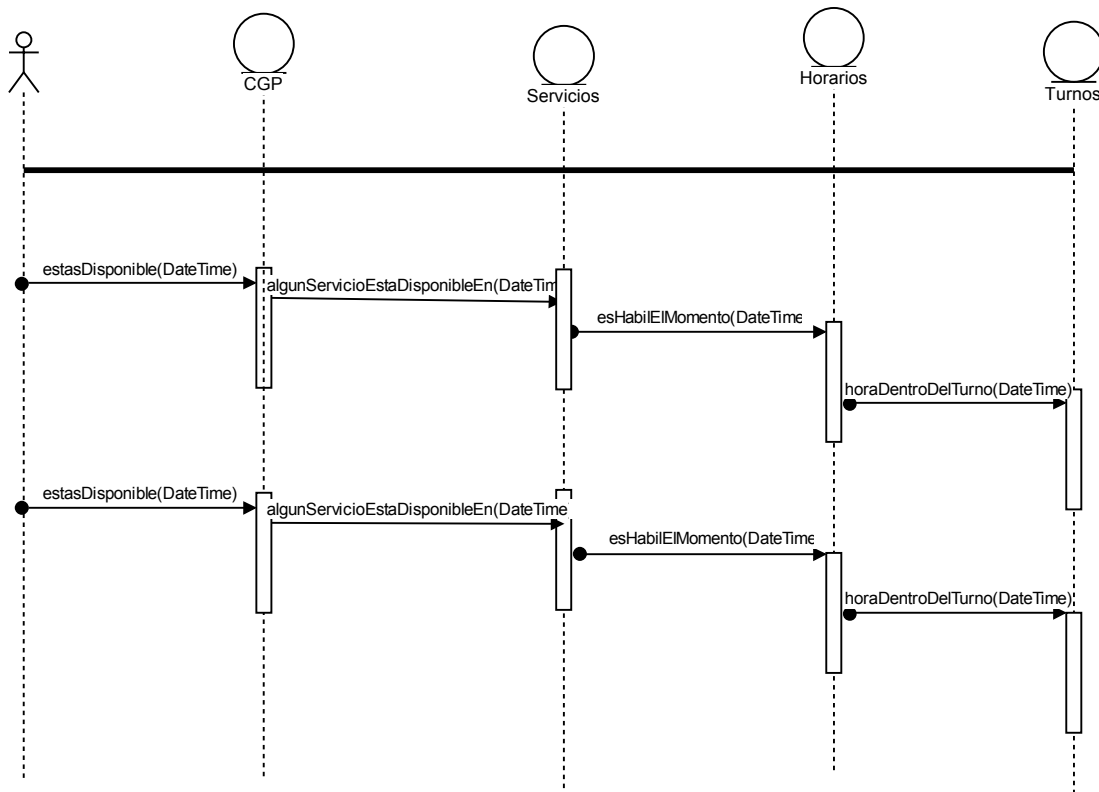 CGP
Servicios
Horarios
Turnos
estasDisponible(DateTime)
algunServicioEstaDisponibleEn(DateTim
esHabilElMomento(DateTime
horaDentroDelTurno(DateTime)
estasDisponible(DateTime)
algunServicioEstaDisponibleEn(DateTime)
esHabilElMomento(DateTime
horaDentroDelTurno(DateTime)